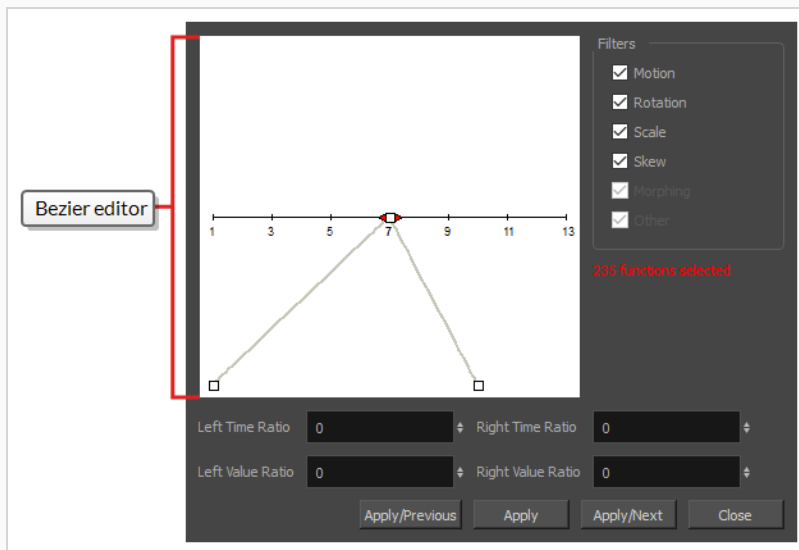 Filters
Motion
Rotation
Scale
Skew
Morphing
Other
Bezier editor
1 3 5 7 9 11 13
235 functions selected
Left Time Ratio 0 Right Time Ratio 0
Left Value Ratio 0 Right Value Ratio 0
Apply/Previous Apply Apply/Next Close